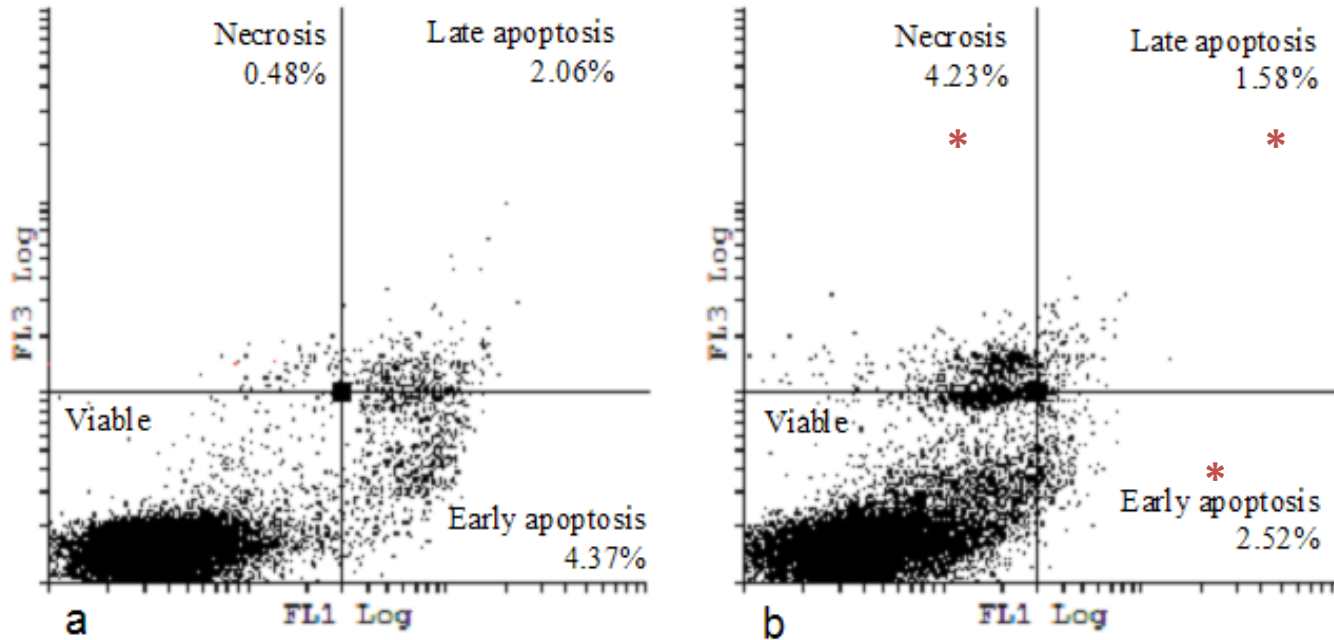 Necrosis
0.48%
Late apoptosis
2.06%
Viable
Early apoptosis
4.37%
FL3 Log
FL1 Log
a
Necrosis
4.23%
*
Late apoptosis
1.58%
*
Viable
*
Early apoptosis
2.52%
FL3 Log
FL1 Log
b